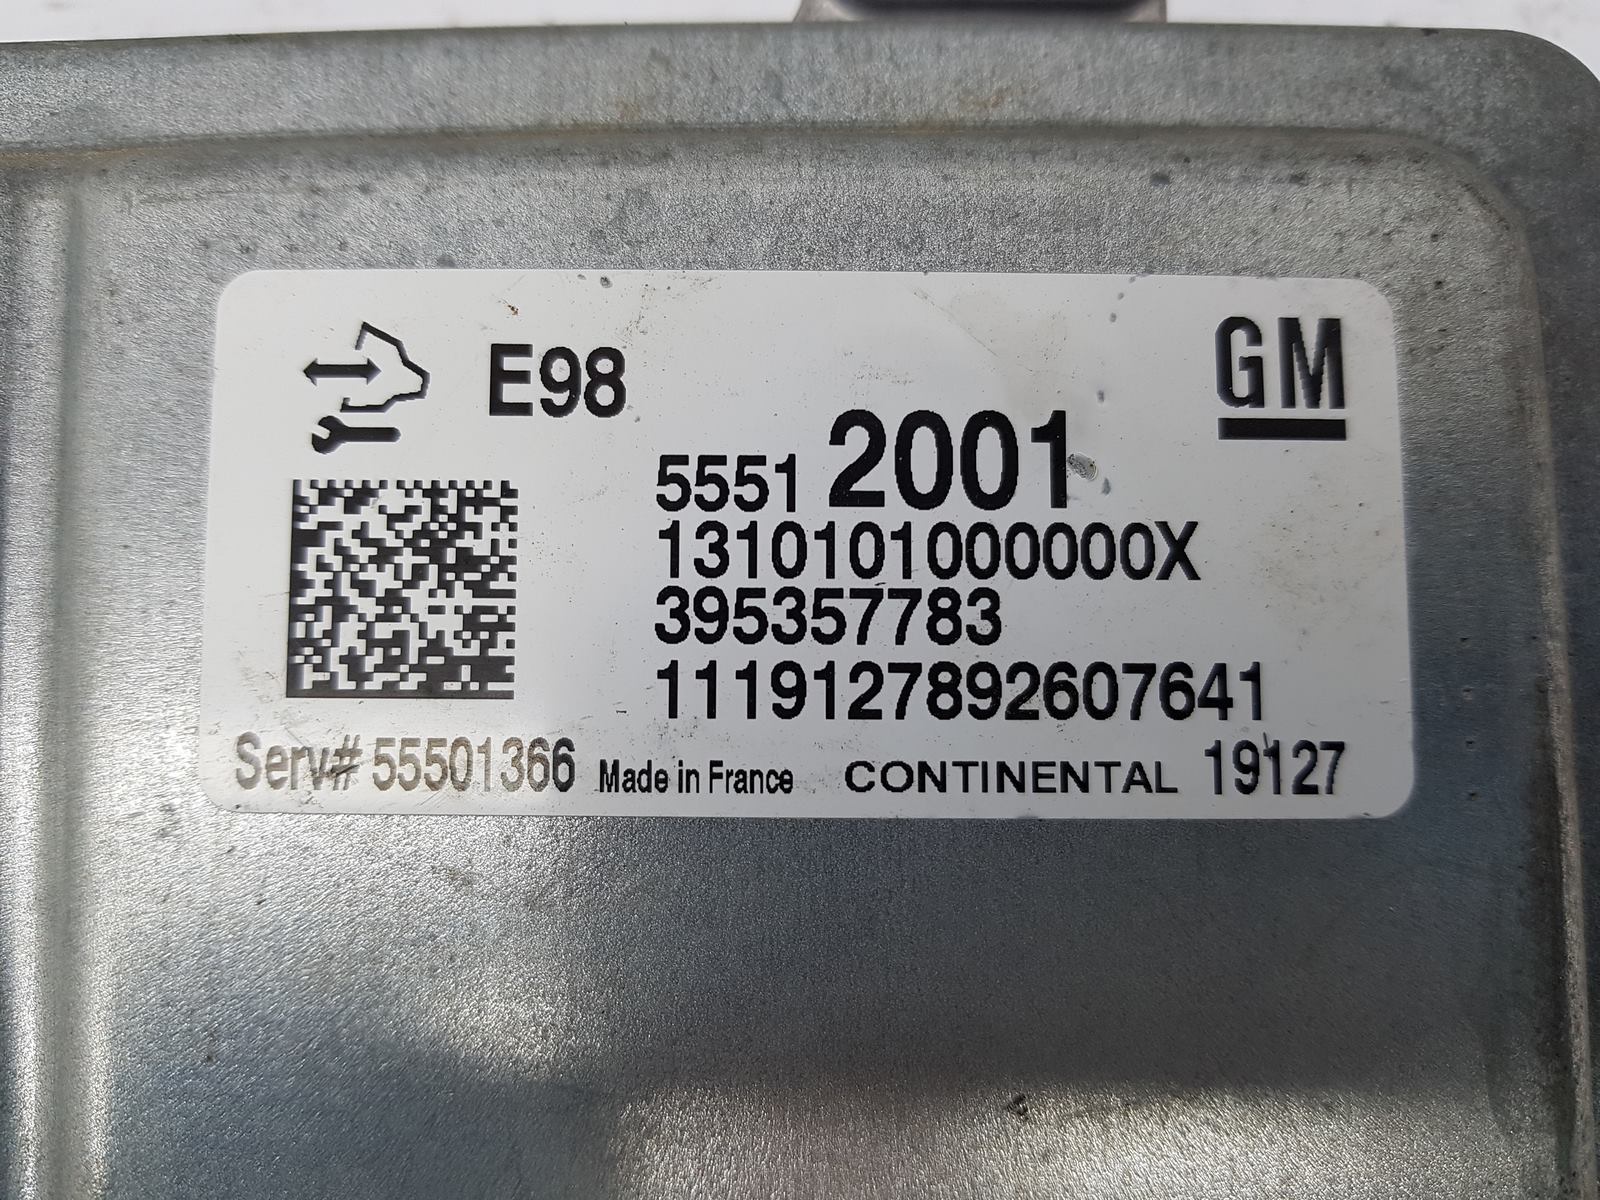 E98
GM
5551 2001
1310101000000X
395357783
1119127892607641
Serv# 55501366 Made in France CONTINENTAL 19127